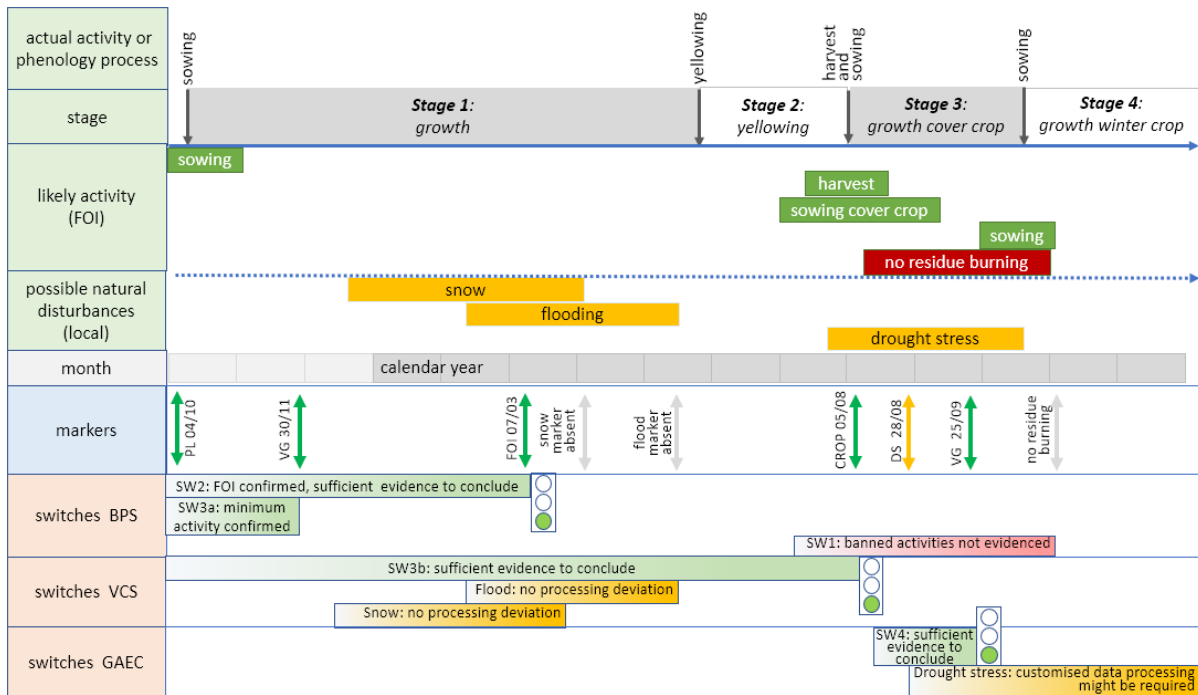 actual activity or
phenology process
sowing
yellowing
harvest
and
sowing
sowing
stage
Stage 1:
growth
Stage 2:
yellowing
Stage 3:
growth cover crop
Stage 4:
growth winter crop
likely activity
(FOI)
sowing
harvest
sowing cover crop
sowing
no residue burning
possible natural
disturbances
(local)
snow
flooding
drought stress
month
calendar year
markers
PL 04/10
VG 30/11
FOI 07/03
snow
marker
absent
flood
marker
absent
CROP 05/08
DS 28/08
VG 25/09
no residue
burning
switches BPS
SW2: FOI confirmed, sufficient evidence to conclude
SW3a: minimum
activity confirmed
SW1: banned activities not evidenced
switches VCS
SW3b: sufficient evidence to conclude
Flood: no processing deviation
Snow: no processing deviation
switches GAEC
SW4: sufficient
evidence to
conclude
Drought stress: customised data processing
might be required